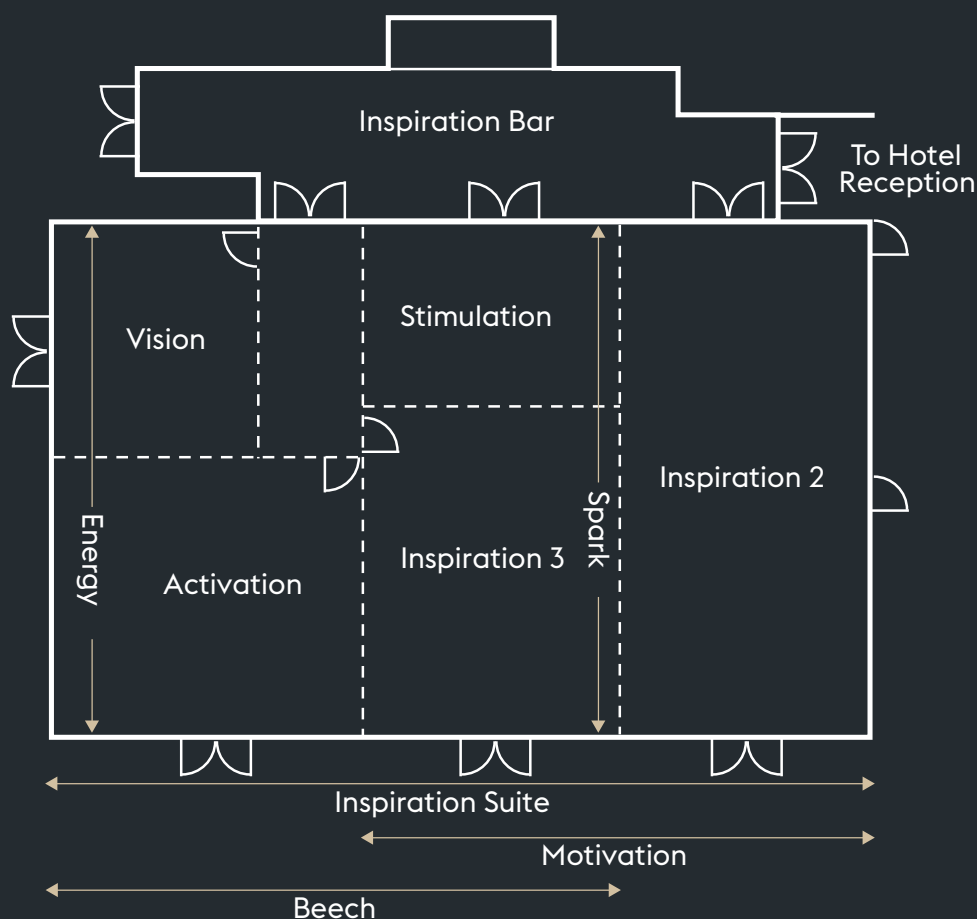 Inspiration Bar
To Hotel
Reception
Vision
Stimulation
Inspiration 2
Energy
Spark
Inspiration 3
Activation
Inspiration Suite
Motivation
Beech